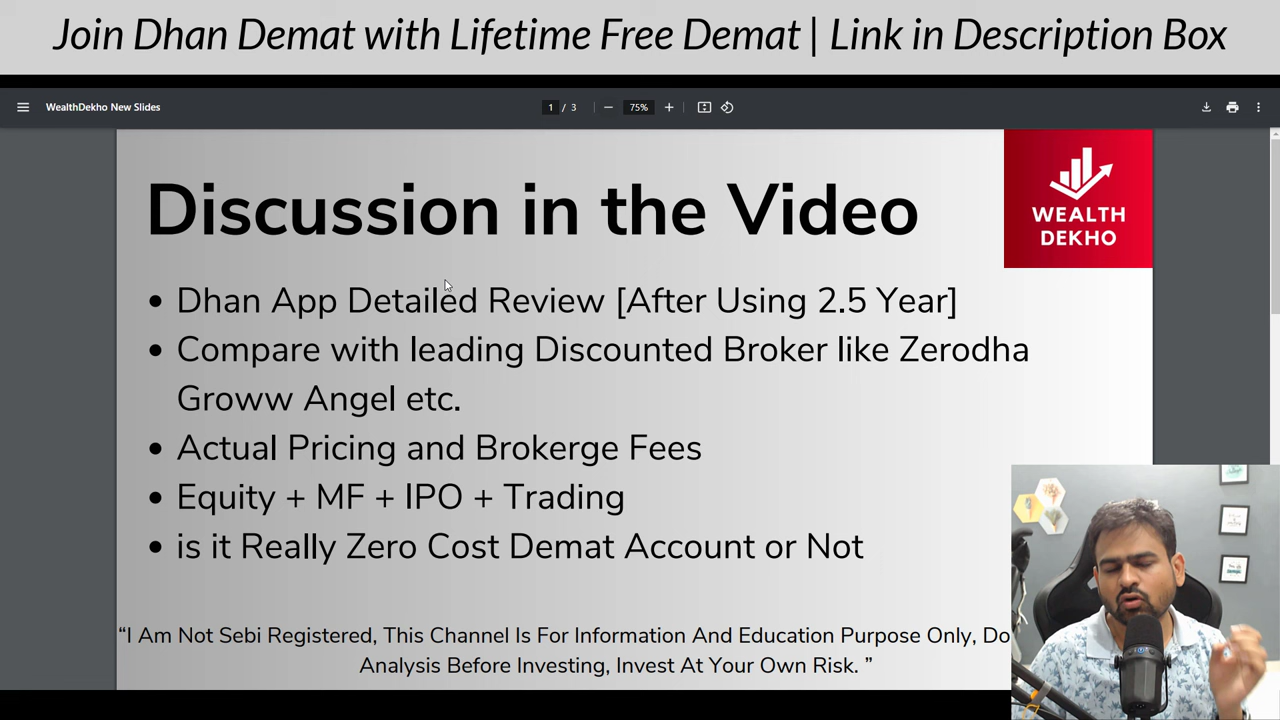 Join Dhan Demat with Lifetime Free Demat | Link in Description Box
WealthDekho New Slides
1 / 3
75%
Discussion in the Video
WEALTH
DEKHO
• Dhan App Detailed Review [After Using 2.5 Year]
• Compare with leading Discounted Broker like Zerodha
Groww Angel etc.
• Actual Pricing and Brokerge Fees
• Equity + MF + IPO + Trading
• is it Really Zero Cost Demat Account or Not
“I Am Not Sebi Registered, This Channel Is For Information And Education Purpose Only, Do
Analysis Before Investing, Invest At Your Own Risk. ”